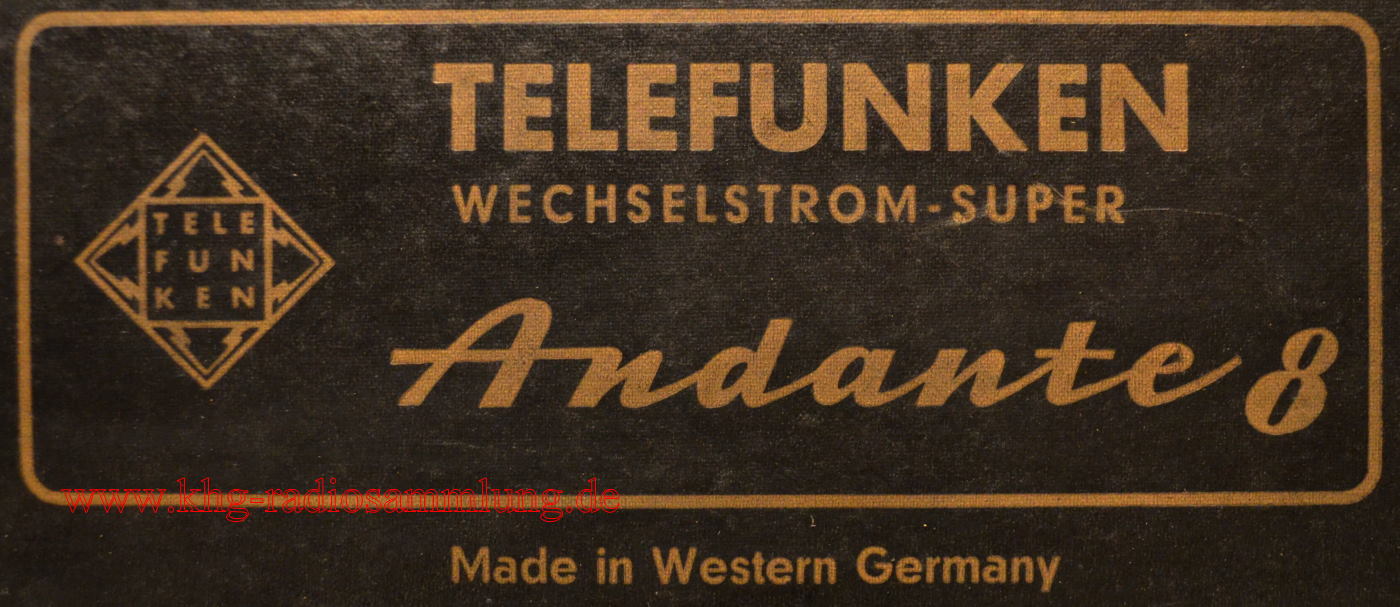 TELEFUNKEN
WECHSELSTROM-SUPER
TELE
FUN
KEN
Andante 8
www.khg-radiosammlung.de
Made in Western Germany